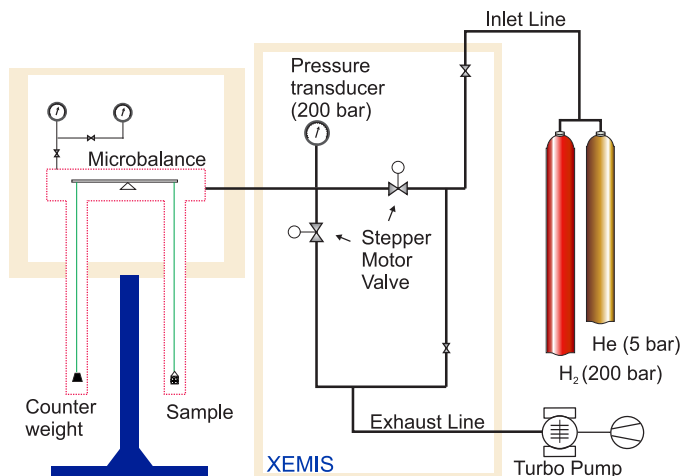 Inlet Line
Pressure
transducer
(200 bar)
Microbalance
Stepper
Motor
Valve
He (5 bar)
H₂ (200 bar)
Counter
weight
Sample
Exhaust Line
XEMIS
Turbo Pump